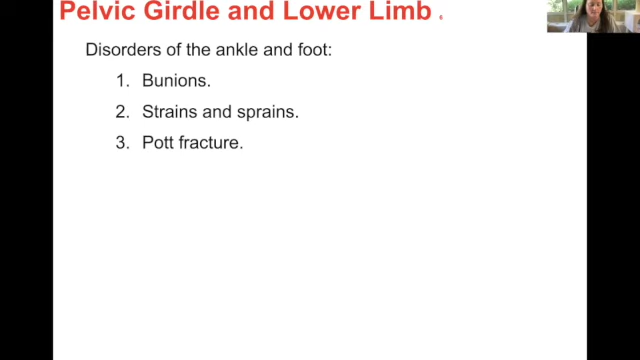 Pelvic Girdle and Lower Limb
Disorders of the ankle and foot:
1. Bunions.
2. Strains and sprains.
3. Pott fracture.